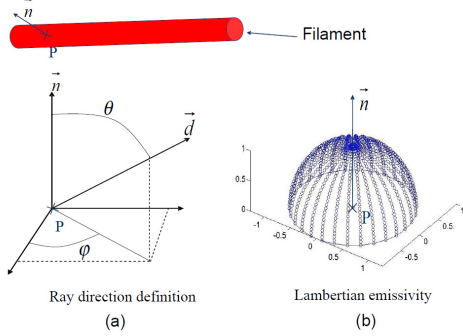 n
P
Filament
n
θ
d
P
φ
n
P
1
0.5
0
-1
-0.5
0
0.5
1
-1
-0.5
0
0.5
1
Ray direction definition
Lambertian emissivity
(a)
(b)